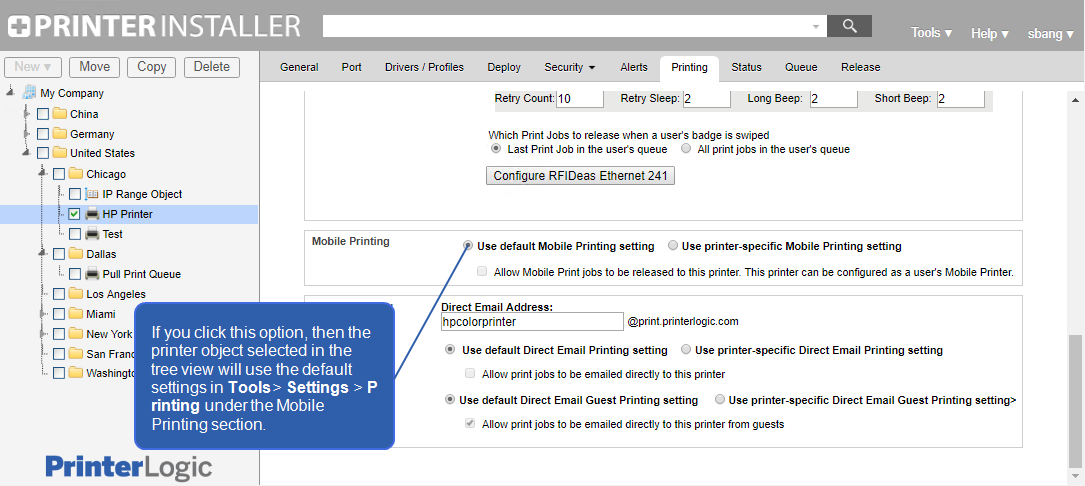 PRINTERINSTALLER
Tools ▾ Help ▾ sbang ▾
New ▾ Move Copy Delete
General Port Drivers / Profiles Deploy Security ▾ Alerts Printing Status Queue Release
My Company
China
Germany
United States
Chicago
IP Range Object
HP Printer
Test
Dallas
Pull Print Queue
Los Angeles
Miami
New York
San Franc
Washingto
Retry Count: 10 Retry Sleep: 2 Long Beep: 2 Short Beep: 2
Which Print Jobs to release when a user's badge is swiped
Last Print Job in the user's queue All print jobs in the user's queue
Configure RFIDeas Ethernet 241
Mobile Printing
Use default Mobile Printing setting Use printer-specific Mobile Printing setting
Allow Mobile Print jobs to be released to this printer. This printer can be configured as a user's Mobile Printer.
Direct Email Address:
hpcolorprinter @print.printerlogic.com
Use default Direct Email Printing setting Use printer-specific Direct Email Printing setting
Allow print jobs to be emailed directly to this printer
Use default Direct Email Guest Printing setting Use printer-specific Direct Email Guest Printing setting>
Allow print jobs to be emailed directly to this printer from guests
If you click this option, then the
printer object selected in the
tree view will use the default
settings in Tools> Settings > P
rinting under the Mobile
Printing section.
PrinterLogic